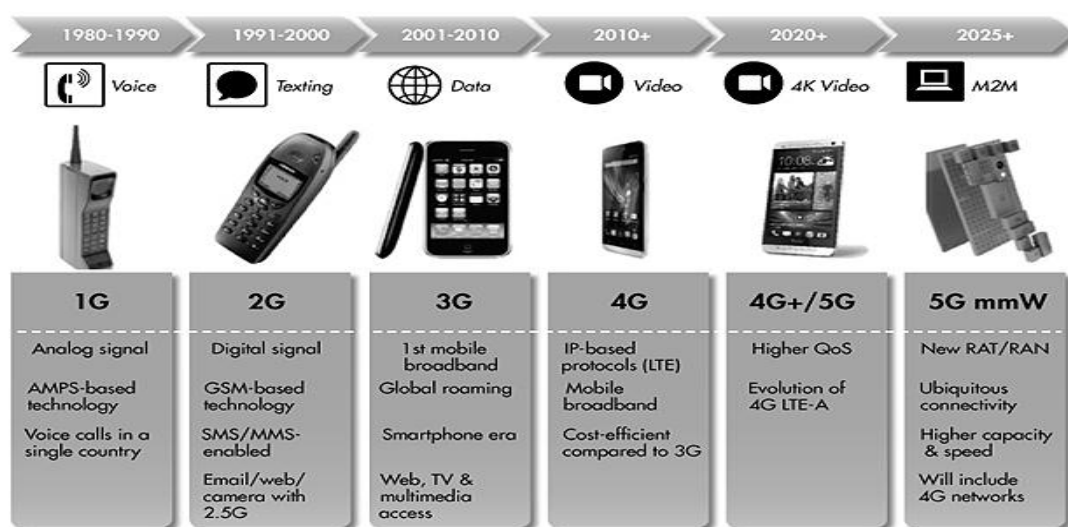 1980-1990
1991-2000
2001-2010
2010+
2020+
2025+
Voice
Texting
Data
Video
4K Video
M2M
10:08
1G
Analog signal
AMPS-based
technology
Voice calls in a
single country
2G
Digital signal
GSM-based
technology
SMS/MMS-
enabled
Email/web/
camera with
2.5G
3G
1st mobile
broadband
Global roaming
Smartphone era
Web, TV &
multimedia
access
4G
IP-based
protocols (LTE)
Mobile
broadband
Cost-efficient
compared to 3G
4G+/5G
Higher QoS
Evolution of
4G LTE-A
5G mmW
New RAT/RAN
Ubiquitous
connectivity
Higher capacity
& speed
Will include
4G networks